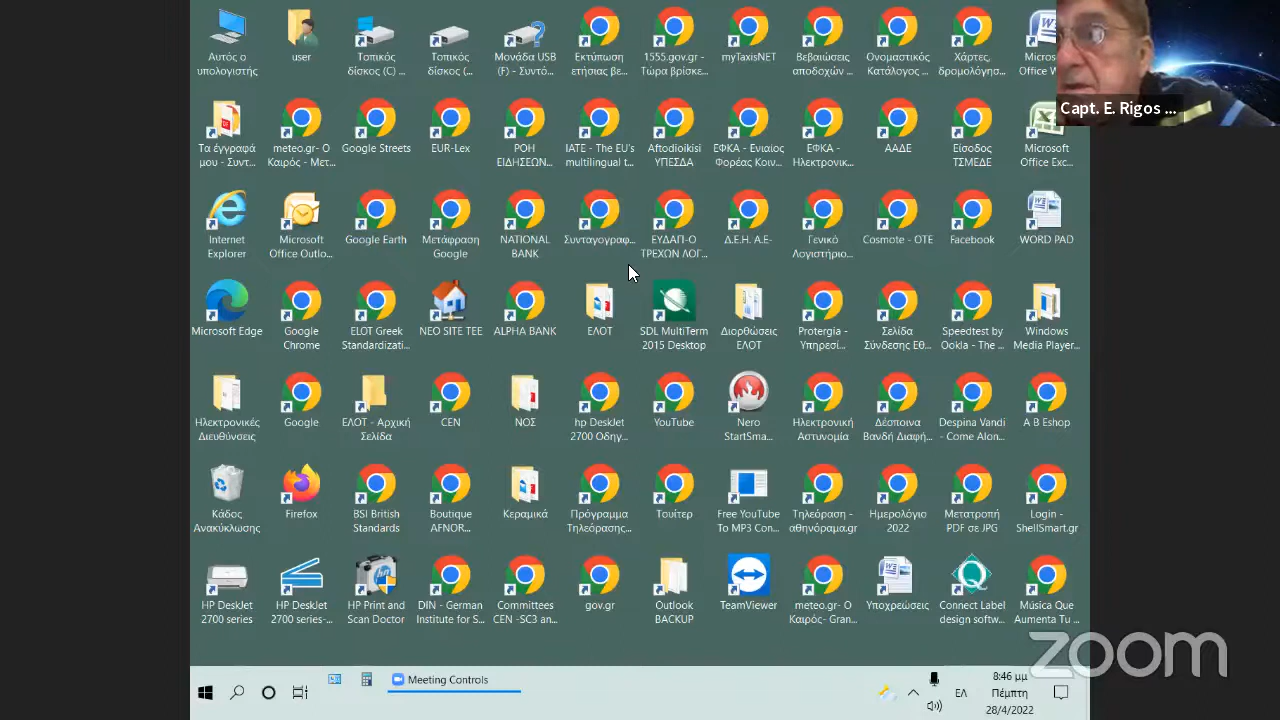 Αυτός ο
υπολογιστής
user
Τοπικός
δίσκος (C) ...
Τοπικός
δίσκος (...
Μονάδα USB
(F) - Συντό...
Εκτύπωση
ετήσιας βε...
1555.gov.gr -
Τώρα βρίσκε...
myTaxisNET
Βεβαιώσεις
αποδοχών ...
Ονομαστικός
Κατάλογος ...
Χάρτες,
δρομολόγησ...
Micros
Office W
Capt. E. Rigos ...
Τα έγγραφά
μου - Συντ...
meteo.gr- Ο
Καιρός - Μετ...
Google Streets
EUR-Lex
ΡΟΗ
ΕΙΔΗΣΕΩΝ...
IATE - The EU's
multilingual t...
Aftodioikisi
ΥΠΕΣΔΑ
ΕΦΚΑ - Ενιαίος
Φορέας Κοιν...
ΕΦΚΑ -
Ηλεκτρονικ...
ΑΑΔΕ
Είσοδος
ΤΣΜΕΔΕ
Microsoft
Office Exc...
Internet
Explorer
Microsoft
Office Outlo...
Google Earth
Μετάφραση
Google
NATIONAL
BANK
Συνταγογραφ...
ΕΥΔΑΠ-Ο
ΤΡΕΧΩΝ ΛΟΓ...
Δ.Ε.Η. Α.Ε-
Γενικό
Λογιστήριο...
Cosmote - OTE
Facebook
WORD PAD
Microsoft Edge
Google
Chrome
ELOT Greek
Standardizati...
NEO SITE TEE
ALPHA BANK
ΕΛΟΤ
SDL MultiTerm
2015 Desktop
Διορθώσεις
ΕΛΟΤ
Protergia -
Υπηρεσί...
Σελίδα
Σύνδεσης Εθ...
Speedtest by
Ookla - The ...
Windows
Media Player...
Ηλεκτρονικές
Διευθύνσεις
Google
ΕΛΟΤ - Αρχική
Σελίδα
CEN
ΝΟΣ
hp DeskJet
2700 Οδηγ...
YouTube
Nero
StartSma...
Ηλεκτρονική
Αστυνομία
Δέσποινα
Βανδή Διαφή...
Despina Vandi
- Come Alon...
A B Eshop
Κάδος
Ανακύκλωσης
Firefox
BSI British
Standards
Boutique
AFNOR...
Κεραμικά
Πρόγραμμα
Τηλεόρασης...
Τουίτερ
Free YouTube
To MP3 Con...
Τηλεόραση -
αθηνόραμα.gr
Ημερολόγιο
2022
Μετατροπή
PDF σε JPG
Login -
ShellSmart.gr
HP DeskJet
2700 series
HP DeskJet
2700 series-...
HP Print and
Scan Doctor
DIN - German
Institute for S...
Committees
CEN -SC3 an...
gov.gr
Outlook
BACKUP
TeamViewer
meteo.gr- Ο
Καιρός- Gran...
Υποχρεώσεις
Connect Label
design softw...
Música Que
Aumenta Tu ...
zoom
Meeting Controls
ΕΛ
8:46 μμ
Πέμπτη
28/4/2022